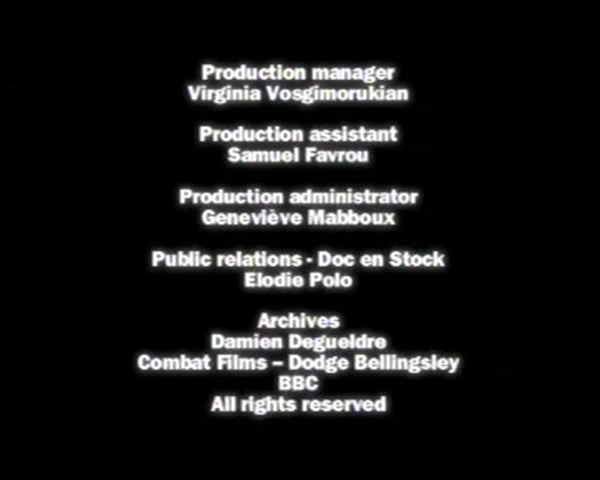 Production manager
Virginia Vosgimorukian
Production assistant
Samuel Favrou
Production administrator
Geneviève Mabboux
Public relations - Doc en Stock
Elodie Polo
Archives
Damien Degueldre
Combat Films – Dodge Bellingsley
BBC
All rights reserved